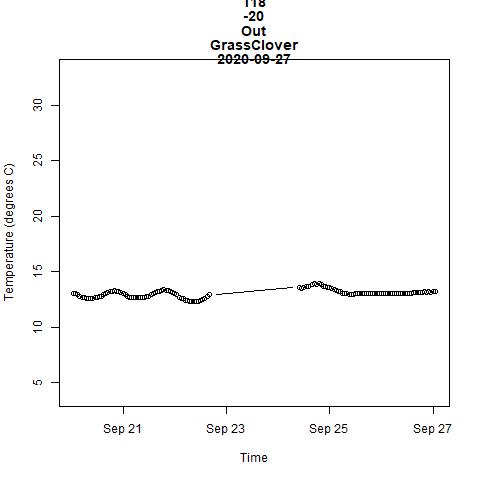 T18
-20
Out
GrassClover
2020-09-27
Temperature (degrees C)
30
25
20
15
10
5
Sep 21 Sep 23 Sep 25 Sep 27
Time